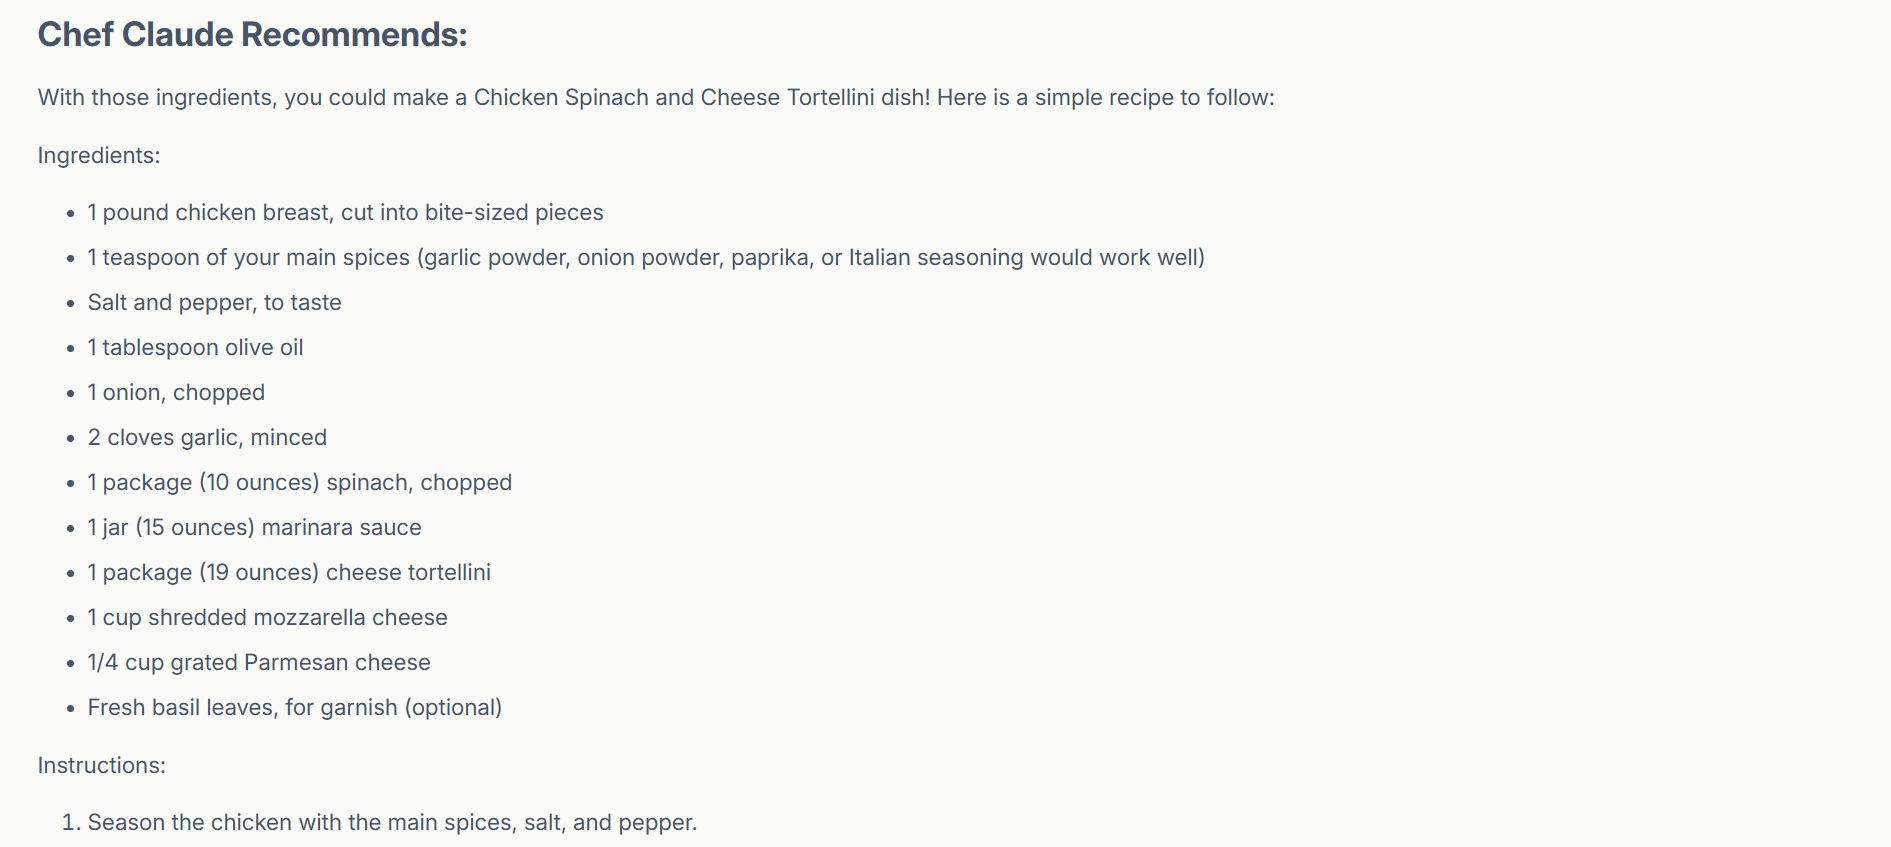 Chef Claude Recommends:
With those ingredients, you could make a Chicken Spinach and Cheese Tortellini dish! Here is a simple recipe to follow:
Ingredients:
• 1 pound chicken breast, cut into bite-sized pieces
• 1 teaspoon of your main spices (garlic powder, onion powder, paprika, or Italian seasoning would work well)
• Salt and pepper, to taste
• 1 tablespoon olive oil
• 1 onion, chopped
• 2 cloves garlic, minced
• 1 package (10 ounces) spinach, chopped
• 1 jar (15 ounces) marinara sauce
• 1 package (19 ounces) cheese tortellini
• 1 cup shredded mozzarella cheese
• 1/4 cup grated Parmesan cheese
• Fresh basil leaves, for garnish (optional)
Instructions:
1. Season the chicken with the main spices, salt, and pepper.